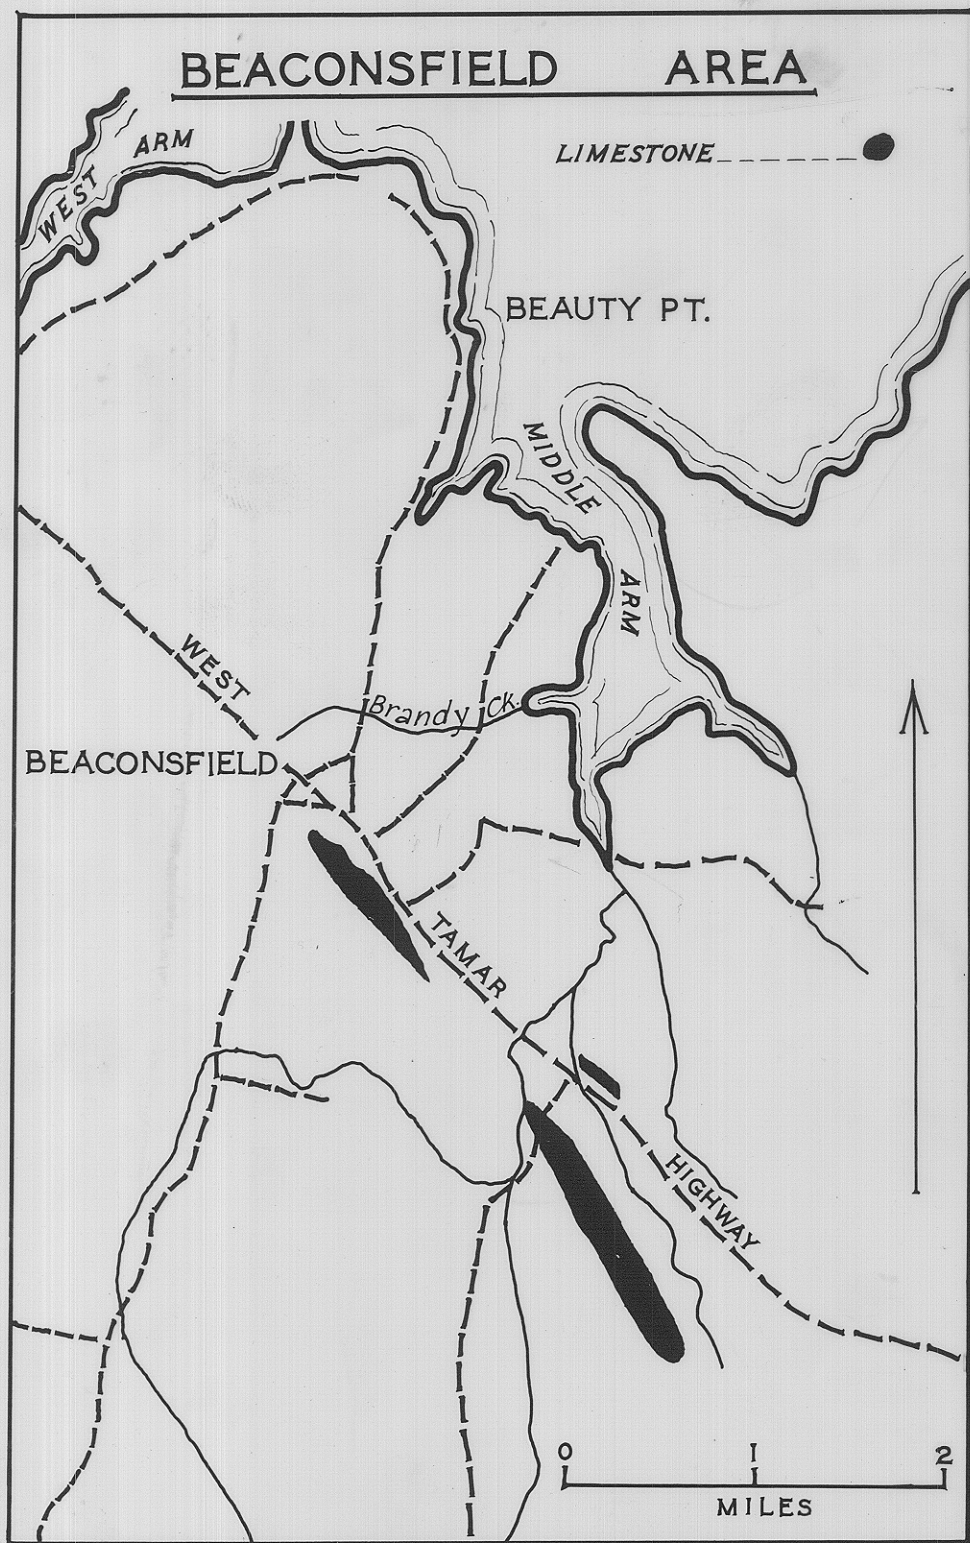 BEACONSFIELD AREA
LIMESTONE
WEST ARM
BEAUTY PT.
MIDDLE ARM
WEST
Brandy Ck.
BEACONSFIELD
TAMAR
HIGHWAY
0 1 2
MILES